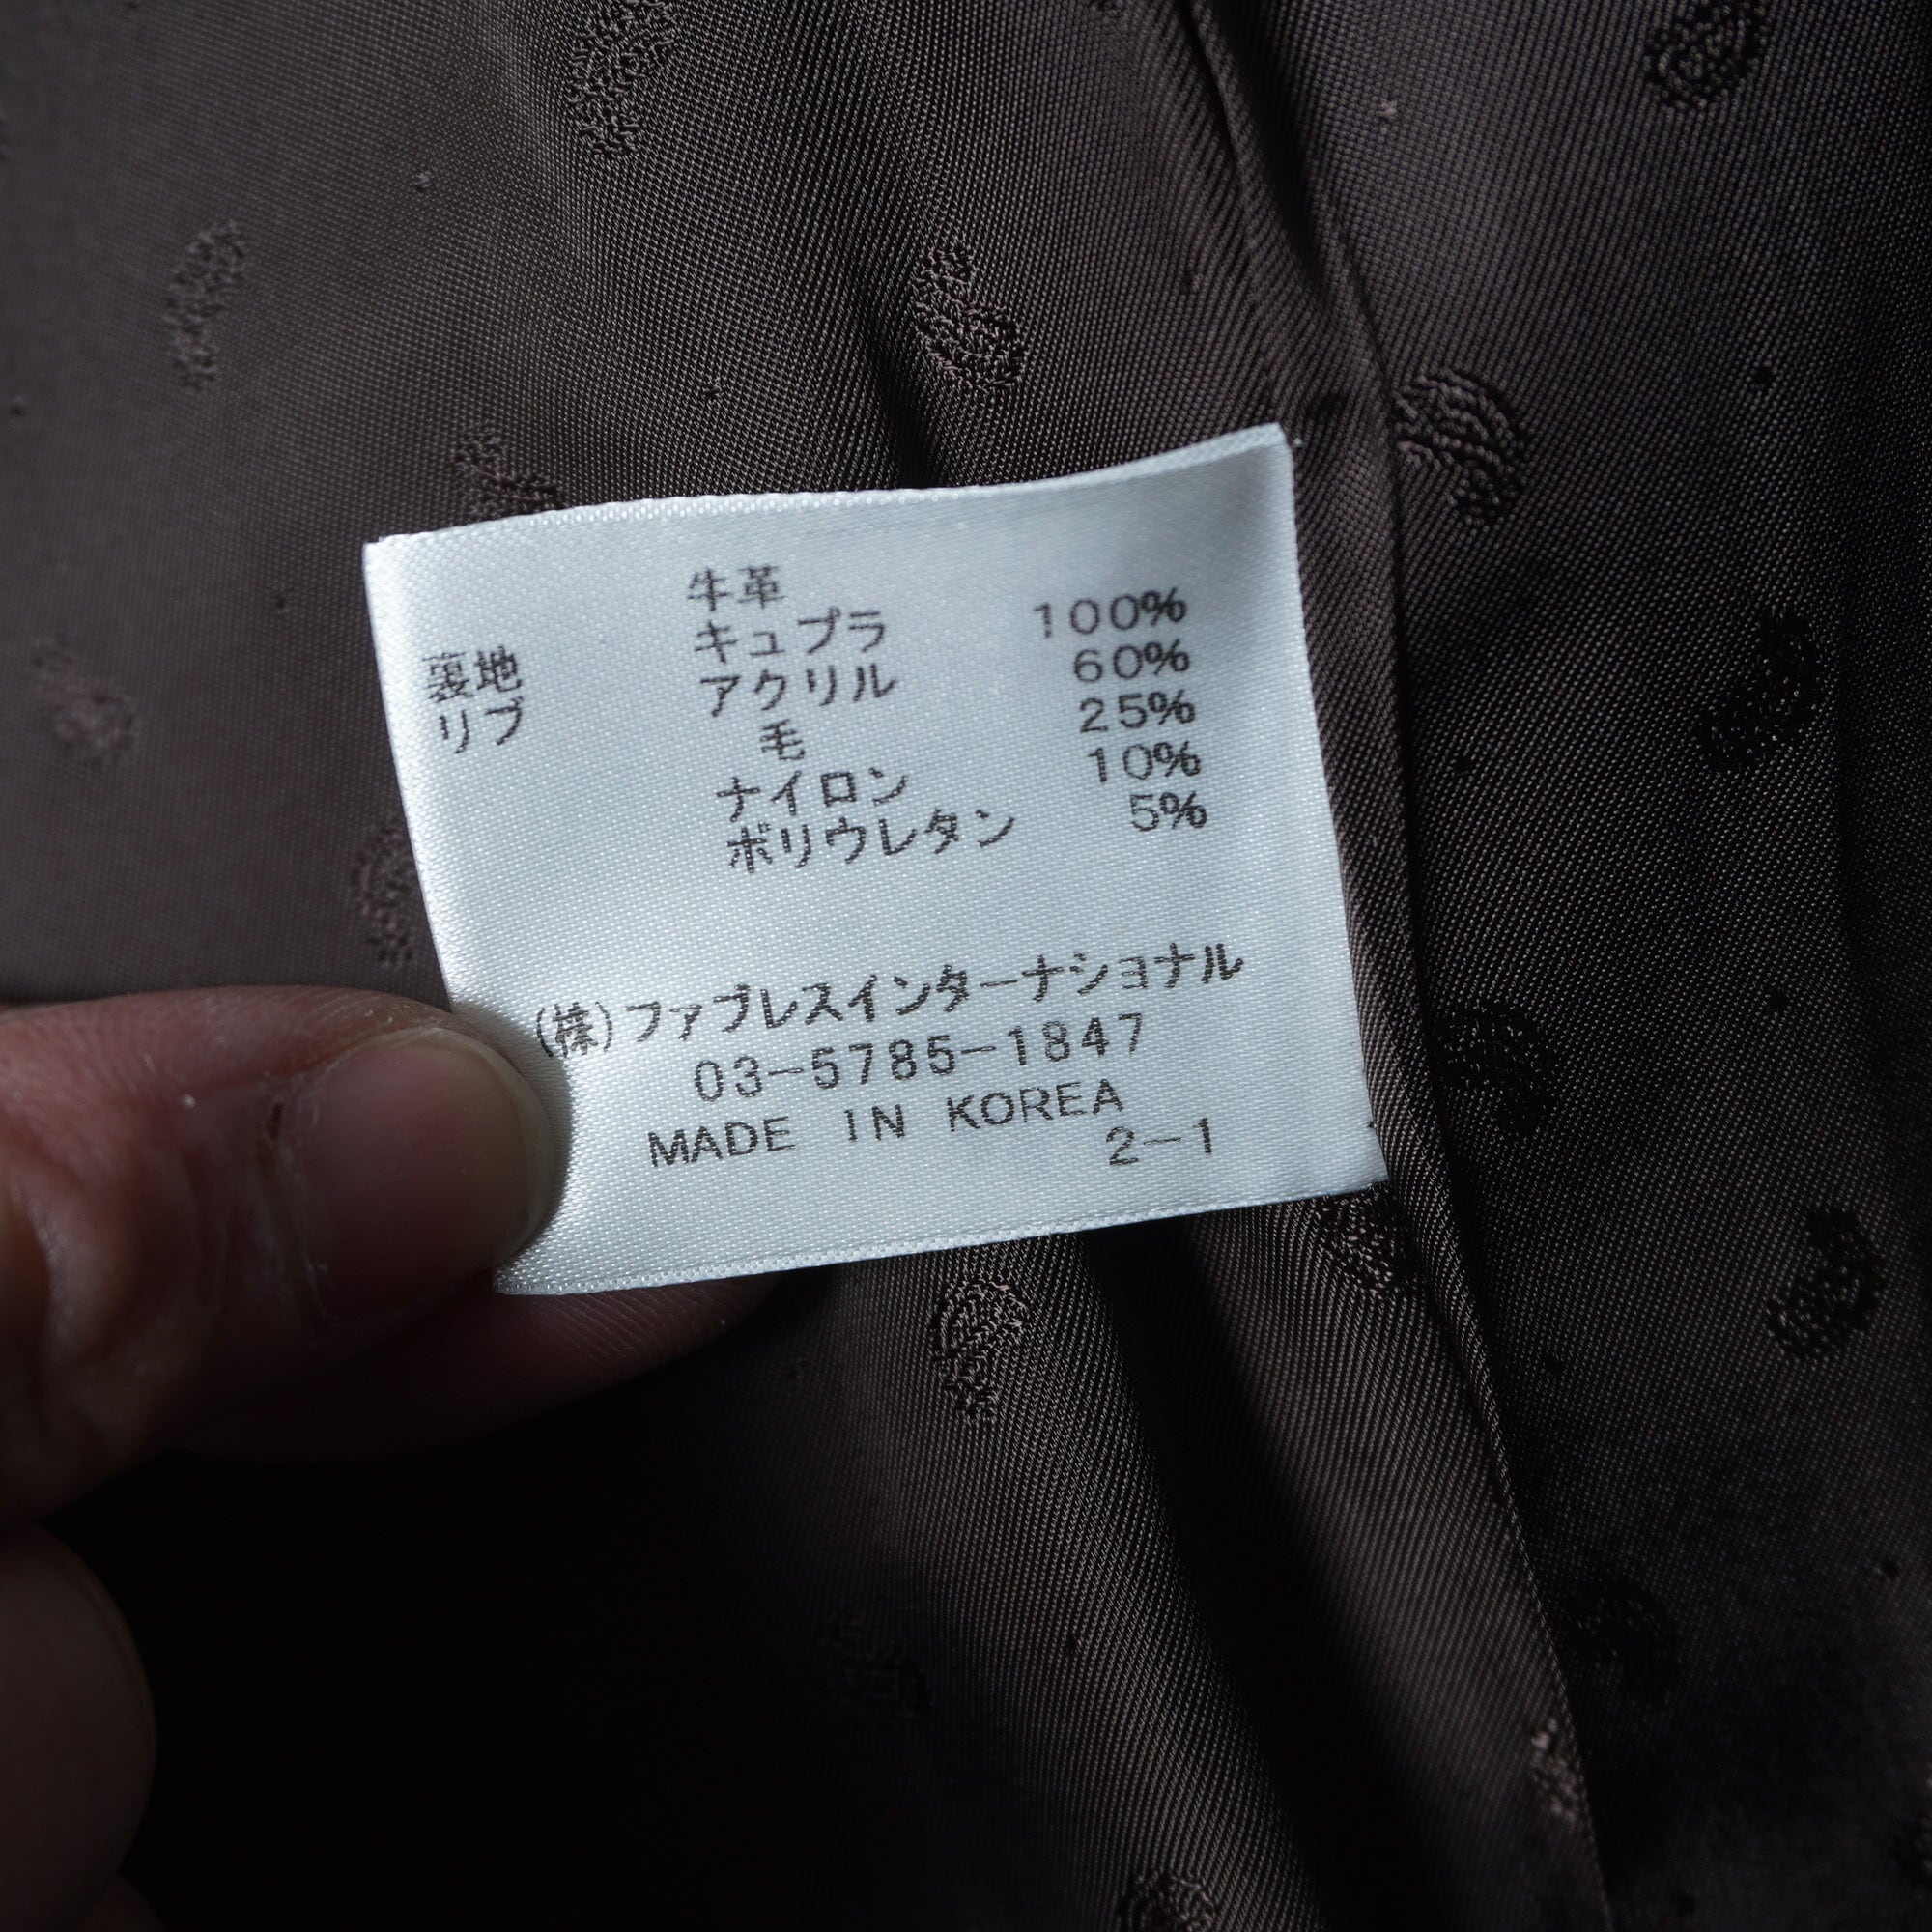 牛革
裏地 キュプラ 100%
リブ アクリル 60%
毛 25%
ナイロン 10%
ポリウレタン 5%
(株)ファブレスインターナショナル
03-5785-1847
MADE IN KOREA
2-1